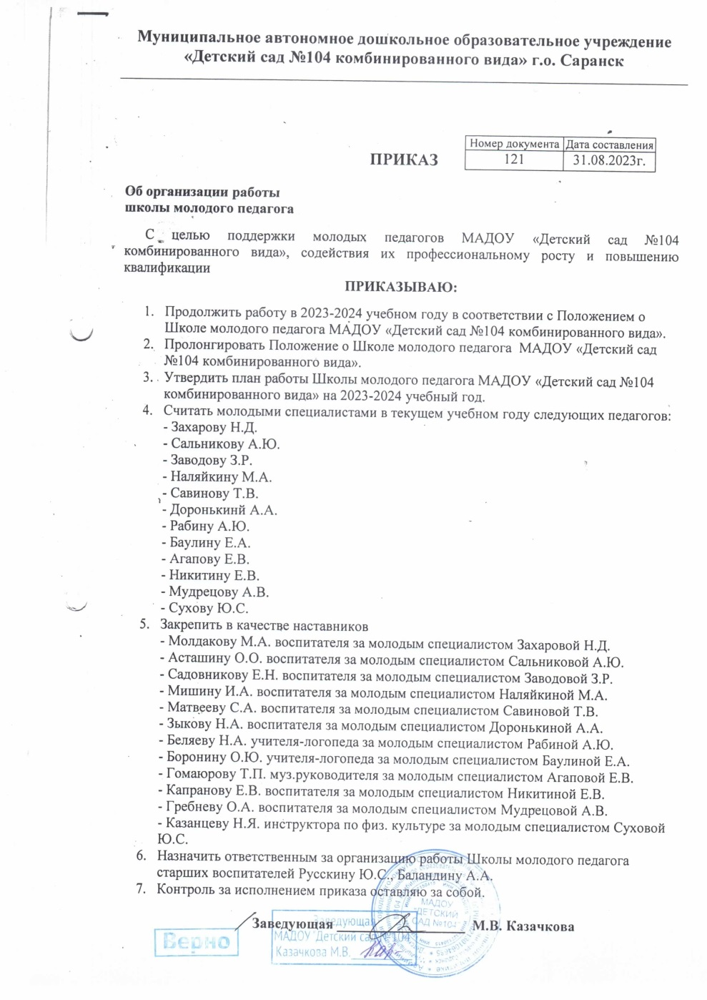 Муниципальное автономное дошкольное образовательное учреждение
«Детский сад №104 комбинированного вида» г.о. Саранск
ПРИКАЗ
Номер документа Дата составления
121 31.08.2023г.
Об организации работы
школы молодого педагога
С целью поддержки молодых педагогов МАДОУ «Детский сад №104
комбинированного вида», содействия их профессиональному росту и повышению
квалификации
ПРИКАЗЫВАЮ:
1. Продолжить работу в 2023-2024 учебном году в соответствии с Положением о
Школе молодого педагога МАДОУ «Детский сад №104 комбинированного вида».
2. Пролонгировать Положение о Школе молодого педагога МАДОУ «Детский сад
№104 комбинированного вида».
3. Утвердить план работы Школы молодого педагога МАДОУ «Детский сад №104
комбинированного вида» на 2023-2024 учебный год.
4. Считать молодыми специалистами в текущем учебном году следующих педагогов:
- Захарову Н.Д.
- Сальникову А.Ю.
- Заводову З.Р.
- Наляйкину М.А.
- Савинову Т.В.
- Доронькинй А.А.
- Рабину А.Ю.
- Баулину Е.А.
- Агапову Е.В.
- Никитину Е.В.
- Мудрецову А.В.
- Сухову Ю.С.
5. Закрепить в качестве наставников
- Молдакову М.А. воспитателя за молодым специалистом Захаровой Н.Д.
- Асташину О.О. воспитателя за молодым специалистом Сальниковой А.Ю.
- Садовникову Е.Н. воспитателя за молодым специалистом Заводовой З.Р.
- Мишину И.А. воспитателя за молодым специалистом Наляйкиной М.А.
- Матвееву С.А. воспитателя за молодым специалистом Савиновой Т.В.
- Зыкову Н.А. воспитателя за молодым специалистом Доронькиной А.А.
- Беляеву Н.А. учителя-логопеда за молодым специалистом Рабиной А.Ю.
- Боронину О.Ю. учителя-логопеда за молодым специалистом Баулиной Е.А.
- Гомаюрову Т.П. муз.руководителя за молодым специалистом Агаповой Е.В.
- Капранову Е.В. воспитателя за молодым специалистом Никитиной Е.В.
- Гребневу О.А. воспитателя за молодым специалистом Мудрецовой А.В.
- Казанцеву Н.Я. инструктора по физ. культуре за молодым специалистом Суховой
Ю.С.
6. Назначить ответственным за организацию работы Школы молодого педагога
старших воспитателей Русскину Ю.С., Баландину А.А.
7. Контроль за исполнением приказа оставляю за собой.
МАДОУ
"ДЕТСКИЙ
САД №104"
Заведующая М.В. Казачкова
Верно
Заведующая
МАДОУ "Детский сад №104"
Казачкова М.В.